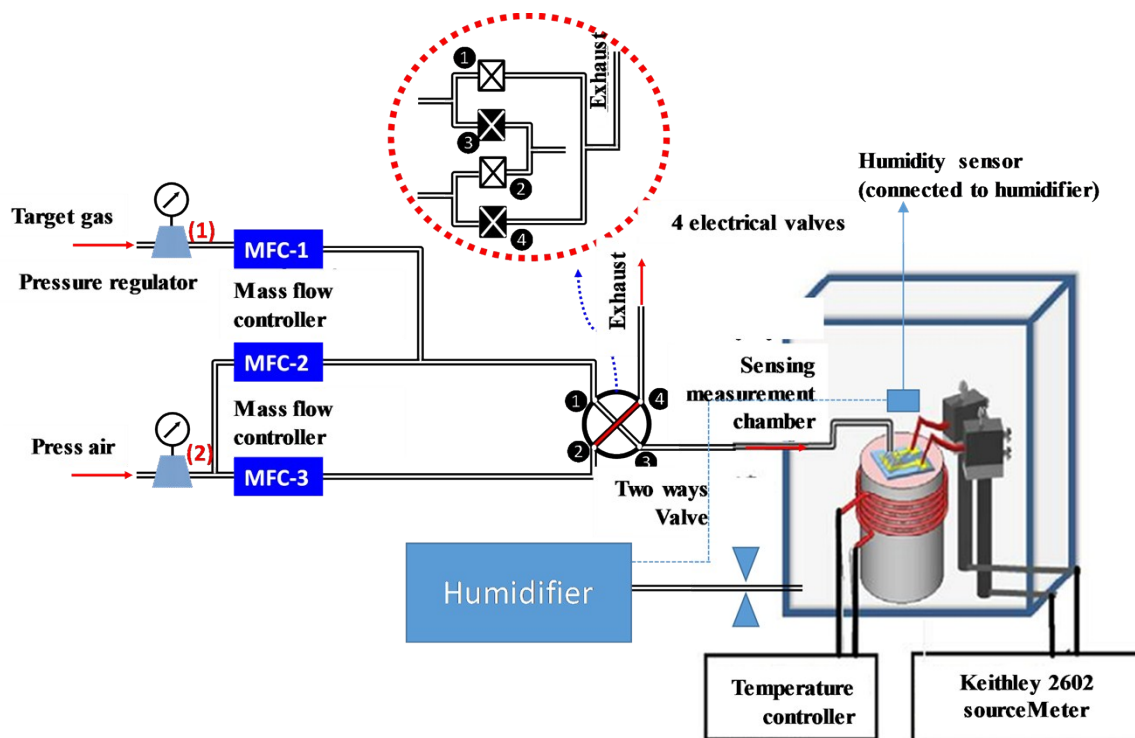 1
Exhaust
3
2
4
Humidity sensor
(connected to humidifier)
4 electrical valves
Target gas
(1)
MFC-1
Pressure regulator
Mass flow
controller
Exhaust
MFC-2
Sensing
measurement
chamber
Mass flow
controller
1
4
Press air
(2)
2
3
MFC-3
Two ways
Valve
Humidifier
Temperature
controller
Keithley 2602
sourceMeter